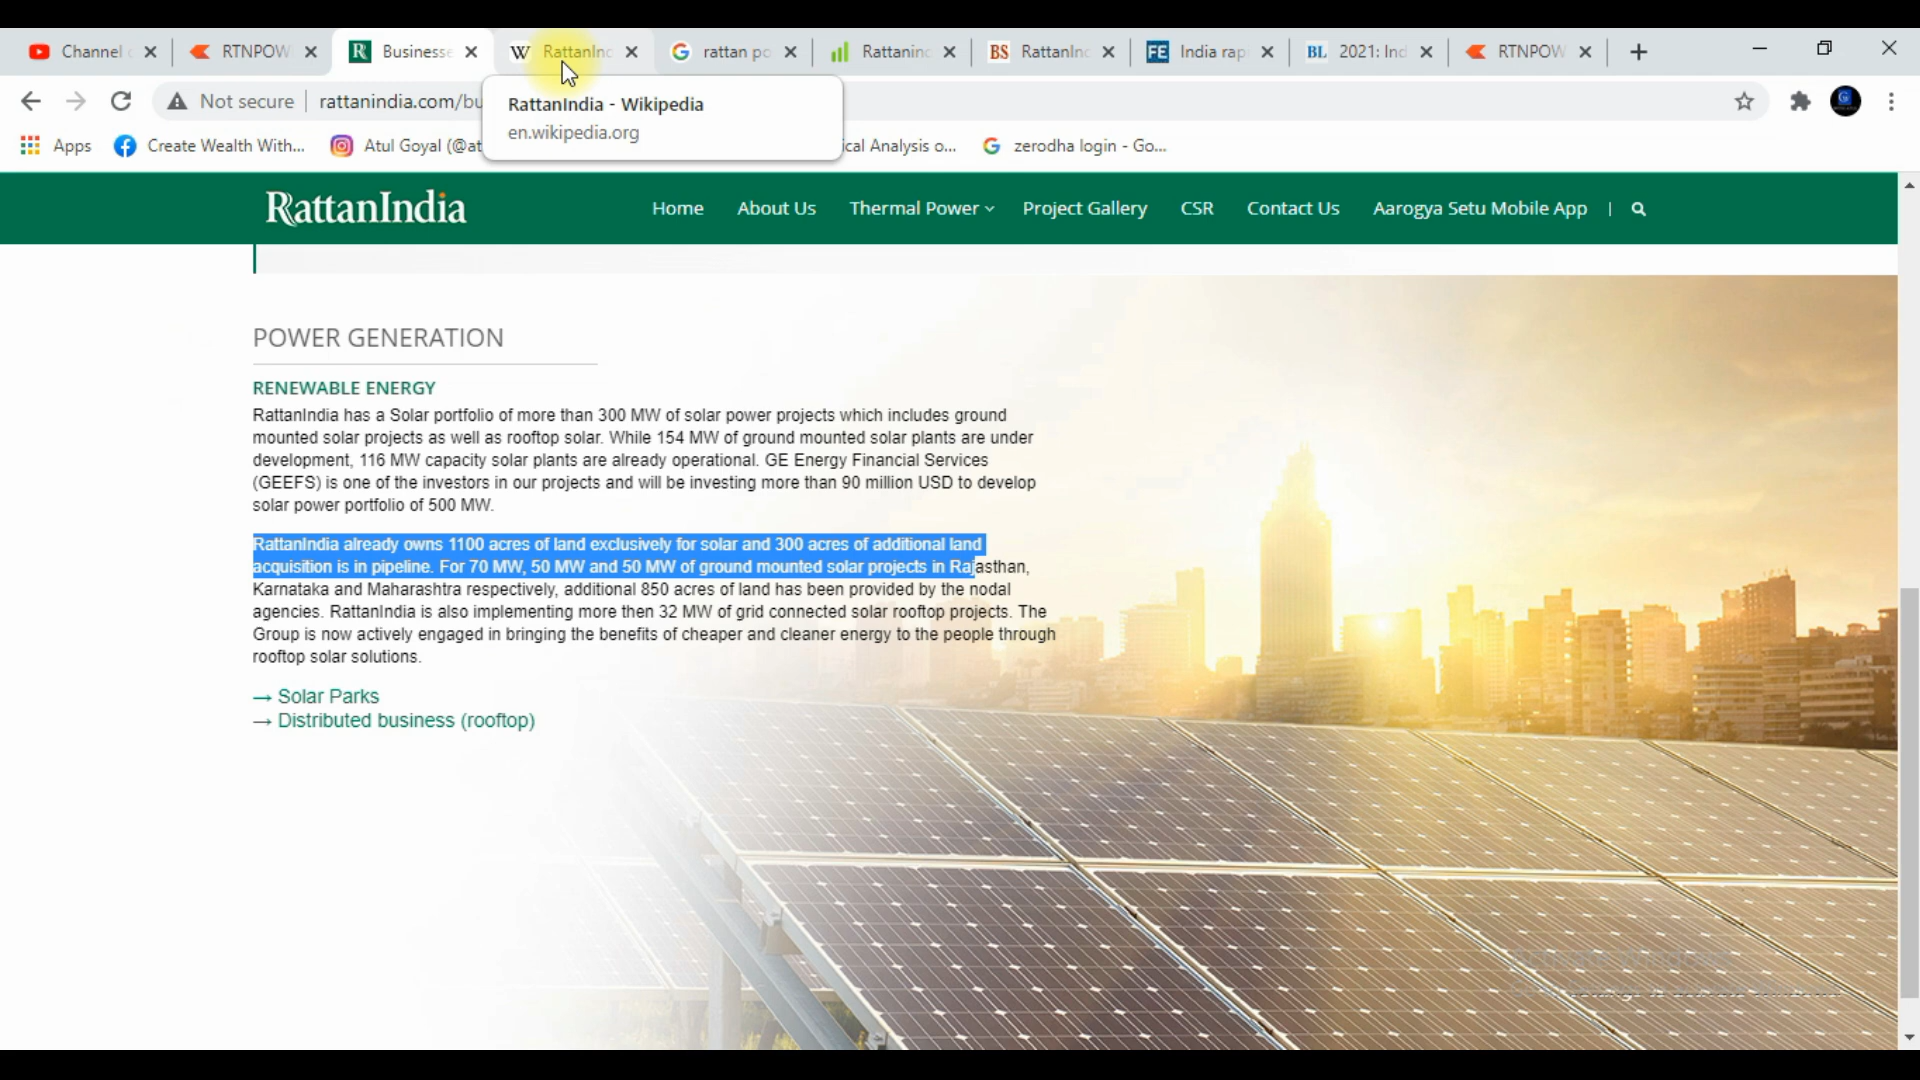 Channel
RTNPOW
Businesse
RattanInd
rattan po
Rattanind
BS RattanInd
FE India rap
BL 2021: Ind
RTNPOW
Not secure
rattanindia.com/bu
RattanIndia - Wikipedia
en.wikipedia.org
Apps
Create Wealth With...
Atul Goyal (@at
ical Analysis o...
zerodha login - Go...
RattanIndia
Home
About Us
Thermal Power
Project Gallery
CSR
Contact Us
Aarogya Setu Mobile App
POWER GENERATION
RENEWABLE ENERGY
RattanIndia has a Solar portfolio of more than 300 MW of solar power projects which includes ground
mounted solar projects as well as rooftop solar. While 154 MW of ground mounted solar plants are under
development, 116 MW capacity solar plants are already operational. GE Energy Financial Services
(GEEFS) is one of the investors in our projects and will be investing more than 90 million USD to develop
solar power portfolio of 500 MW.
RattanIndia already owns 1100 acres of land exclusively for solar and 300 acres of additional land
acquisition is in pipeline. For 70 MW, 50 MW and 50 MW of ground mounted solar projects in Rajasthan,
Karnataka and Maharashtra respectively, additional 850 acres of land has been provided by the nodal
agencies. RattanIndia is also implementing more then 32 MW of grid connected solar rooftop projects. The
Group is now actively engaged in bringing the benefits of cheaper and cleaner energy to the people through
rooftop solar solutions.
→ Solar Parks
→ Distributed business (rooftop)